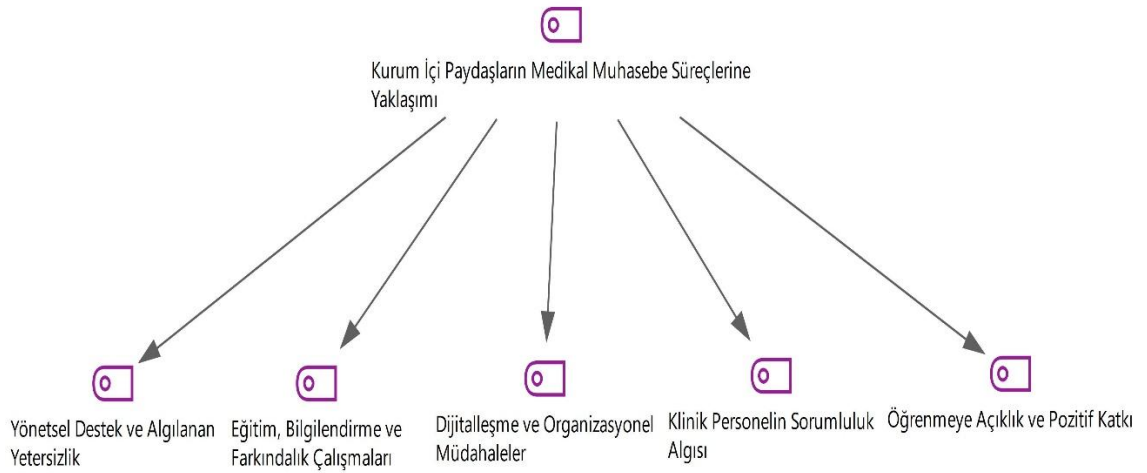 Kurum İçi Paydaşların Medikal Muhasebe Süreçlerine
Yaklaşımı
Yönetsel Destek ve Algılanan
Yetersizlik
Eğitim, Bilgilendirme ve
Farkındalık Çalışmaları
Dijitalleşme ve Organizasyonel
Müdahaleler
Klinik Personelin Sorumluluk
Algısı
Öğrenmeye Açıklık ve Pozitif Katkı